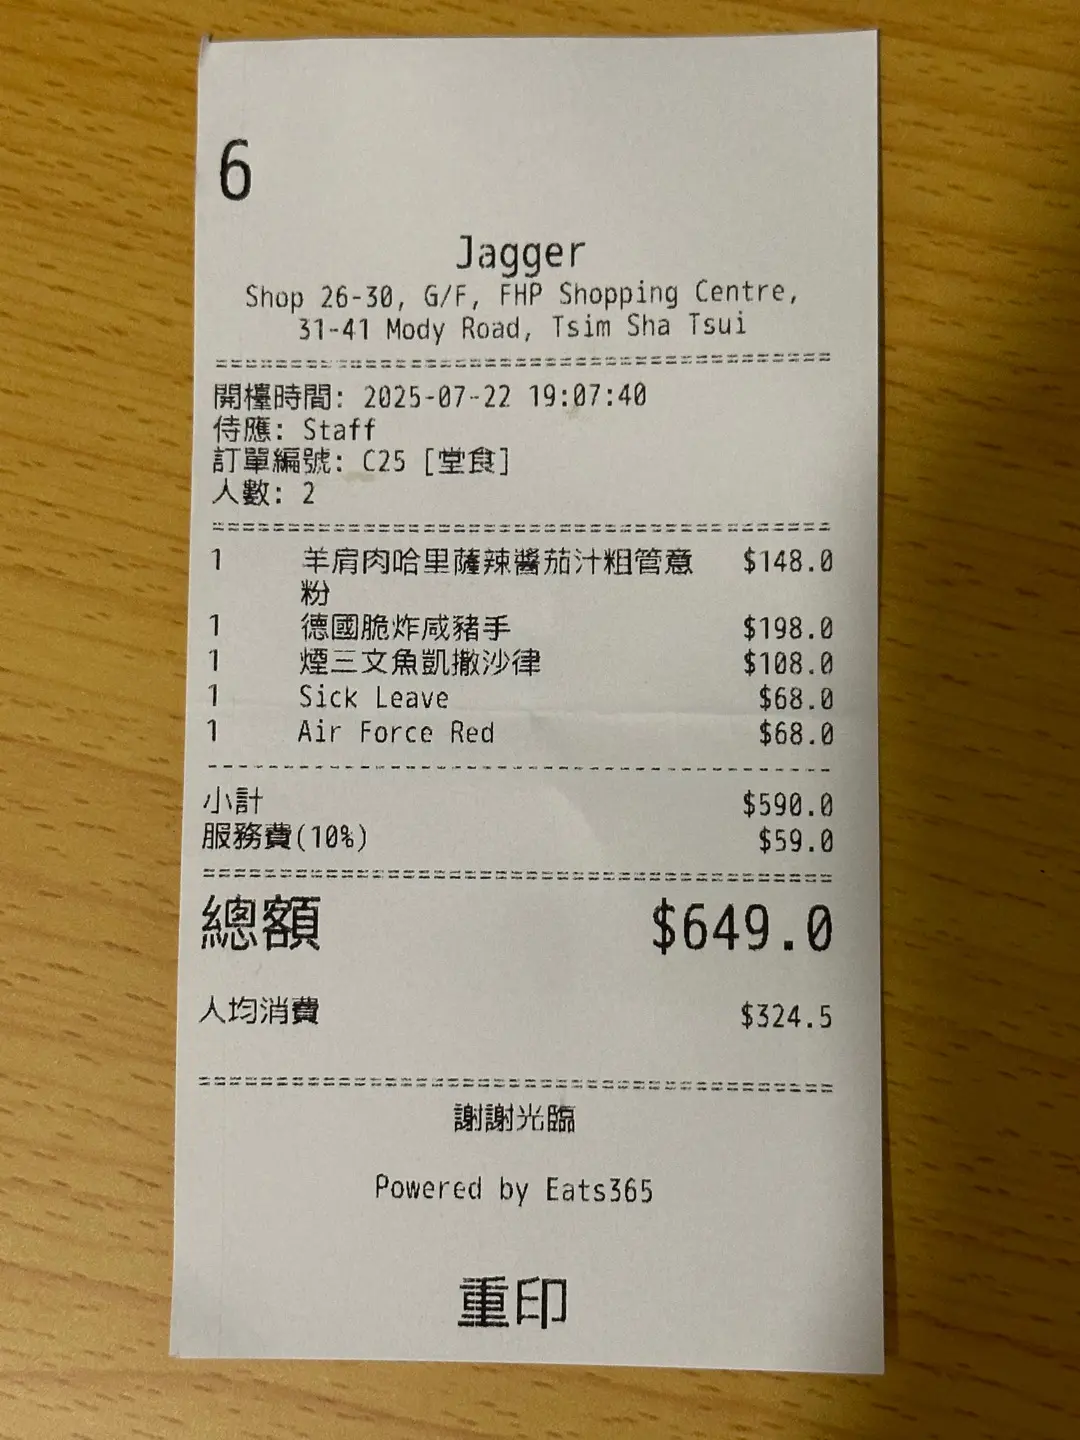 6
Jagger
Shop 26-30, G/F, FHP Shopping Centre,
31-41 Mody Road, Tsim Sha Tsui
開檯時間: 2025-07-22 19:07:40
侍應: Staff
訂單編號: C25 [堂食]
人數: 2
1 羊肩肉哈里薩辣醬茄汁粗管意 $148.0
粉
1 德國脆炸咸豬手 $198.0
1 煙三文魚凱撒沙律 $108.0
1 Sick Leave $68.0
1 Air Force Red $68.0
小計 $590.0
服務費(10%) $59.0
總額 $649.0
人均消費 $324.5
謝謝光臨
Powered by Eats365
重印